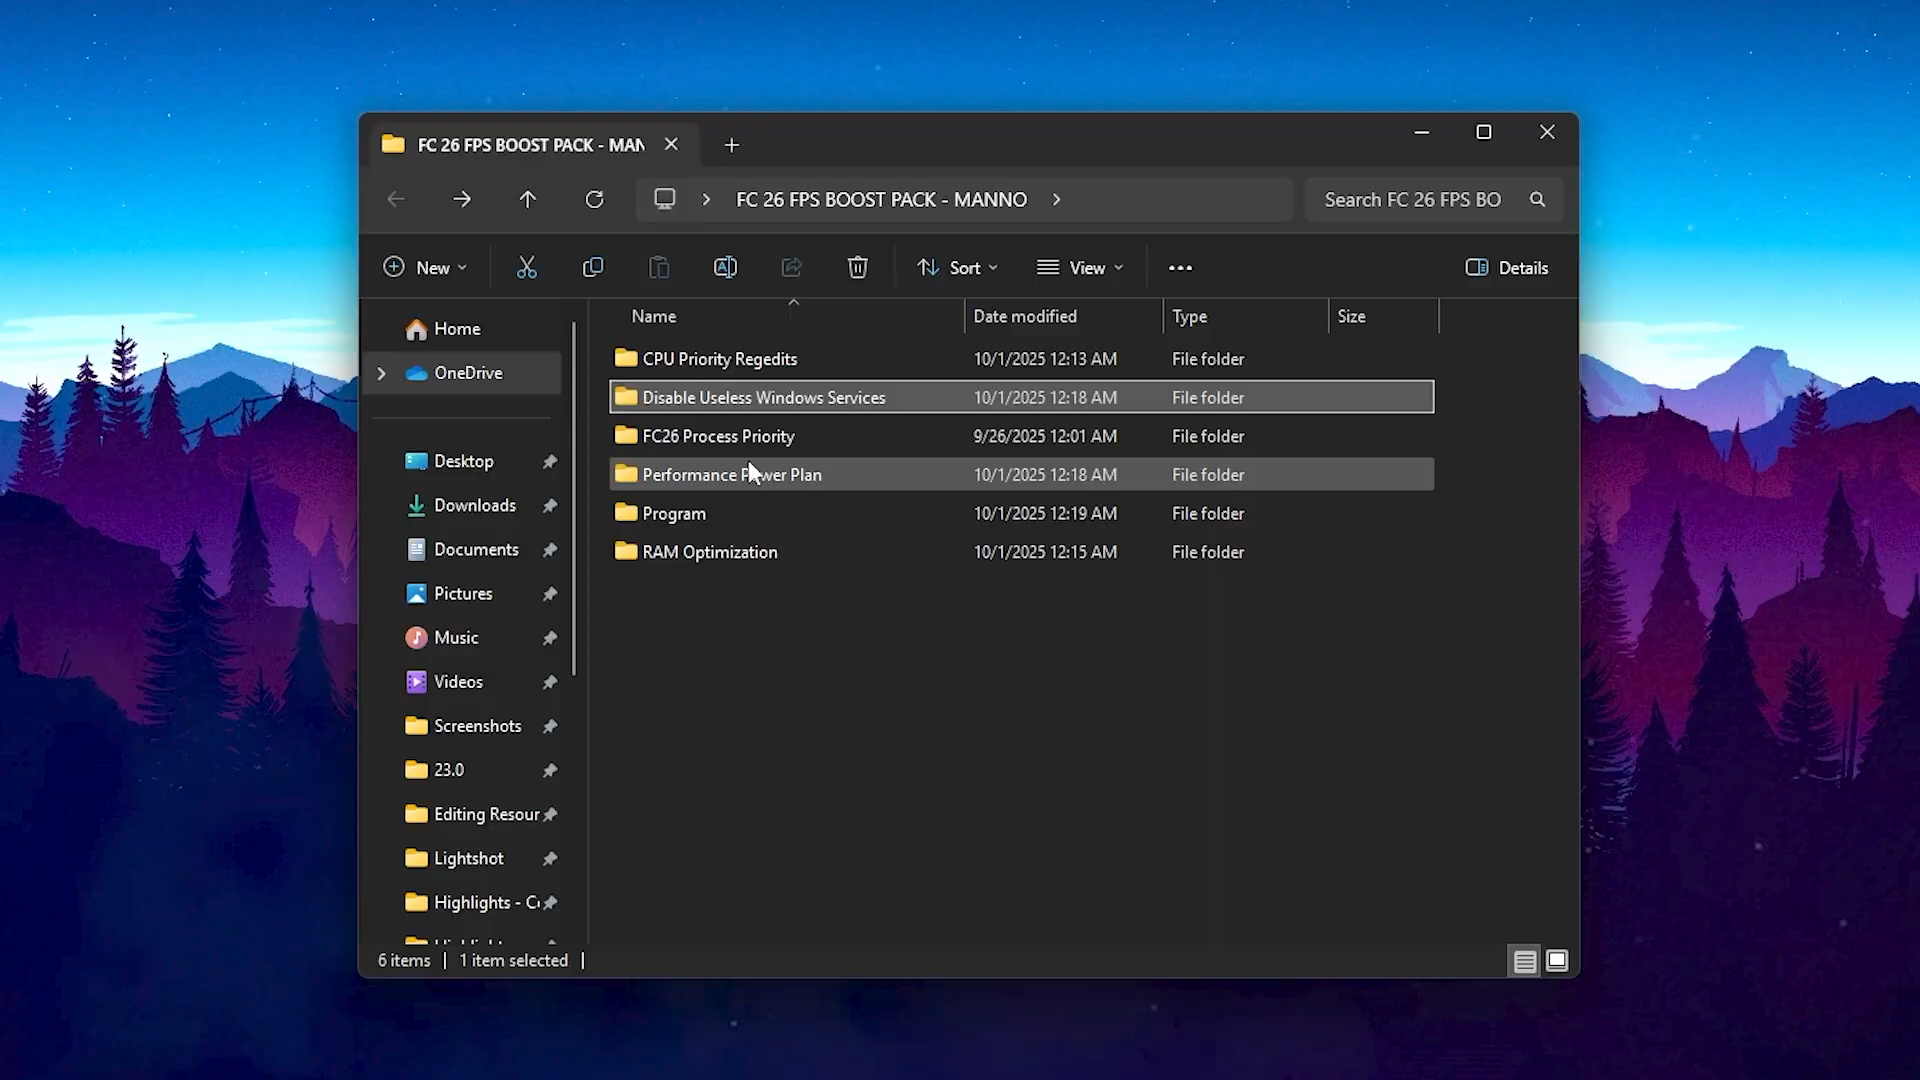 FC 26 FPS BOOST PACK - MAN
FC 26 FPS BOOST PACK - MANNO
Search FC 26 FPS BO
New
Sort
View
Details
Name Date modified Type Size
Home
OneDrive
Desktop
Downloads
Documents
Pictures
Music
Videos
Screenshots
23.0
Editing Resour
Lightshot
Highlights - C
CPU Priority Regedits 10/1/2025 12:13 AM File folder
Disable Useless Windows Services 10/1/2025 12:18 AM File folder
FC26 Process Priority 9/26/2025 12:01 AM File folder
Performance Power Plan 10/1/2025 12:18 AM File folder
Program 10/1/2025 12:19 AM File folder
RAM Optimization 10/1/2025 12:15 AM File folder
6 items 1 item selected